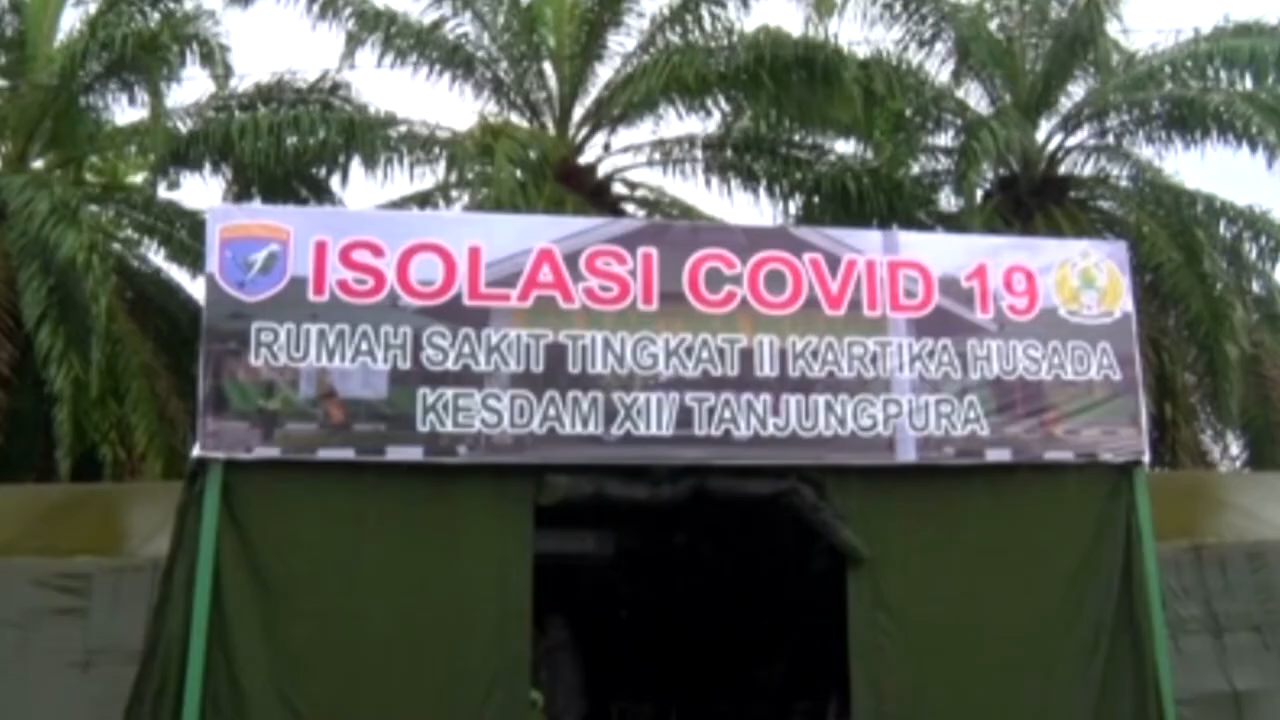 ISOLASI COVID 19
RUMAH SAKIT TINGKAT II KARTIKA HUSADA
KESDAM XII/ TANJUNGPURA